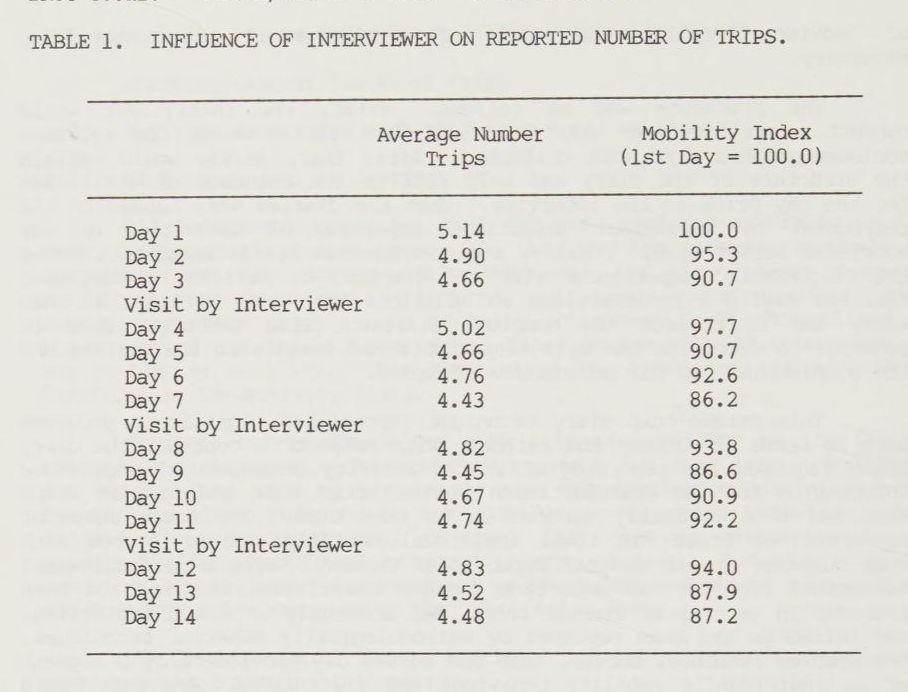 TABLE 1. INFLUENCE OF INTERVIEWER ON REPORTED NUMBER OF TRIPS.
Average Number Mobility Index
Trips (1st Day = 100.0)
Day 1 5.14 100.0
Day 2 4.90 95.3
Day 3 4.66 90.7
Visit by Interviewer
Day 4 5.02 97.7
Day 5 4.66 90.7
Day 6 4.76 92.6
Day 7 4.43 86.2
Visit by Interviewer
Day 8 4.82 93.8
Day 9 4.45 86.6
Day 10 4.67 90.9
Day 11 4.74 92.2
Visit by Interviewer
Day 12 4.83 94.0
Day 13 4.52 87.9
Day 14 4.48 87.2